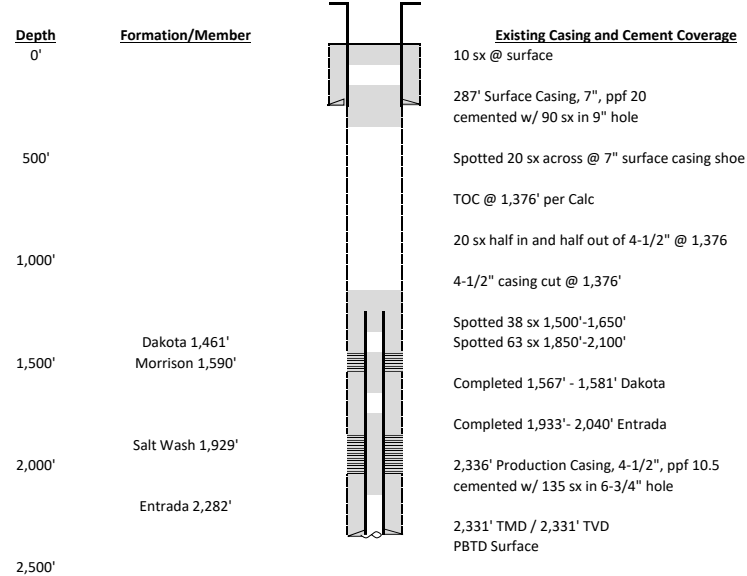 Depth Formation/Member Existing Casing and Cement Coverage
0' 10 sx @ surface
287' Surface Casing, 7", ppf 20
cemented w/ 90 sx in 9" hole
500' Spotted 20 sx across @ 7" surface casing shoe
TOC @ 1,376' per Calc
20 sx half in and half out of 4-1/2" @ 1,376
1,000'
4-1/2" casing cut @ 1,376'
Spotted 38 sx 1,500'-1,650'
Dakota 1,461' Spotted 63 sx 1,850'-2,100'
1,500' Morrison 1,590'
Completed 1,567' - 1,581' Dakota
Completed 1,933'- 2,040' Entrada
Salt Wash 1,929'
2,000' 2,336' Production Casing, 4-1/2", ppf 10.5
cemented w/ 135 sx in 6-3/4" hole
Entrada 2,282'
2,331' TMD / 2,331' TVD
PBTD Surface
2,500'